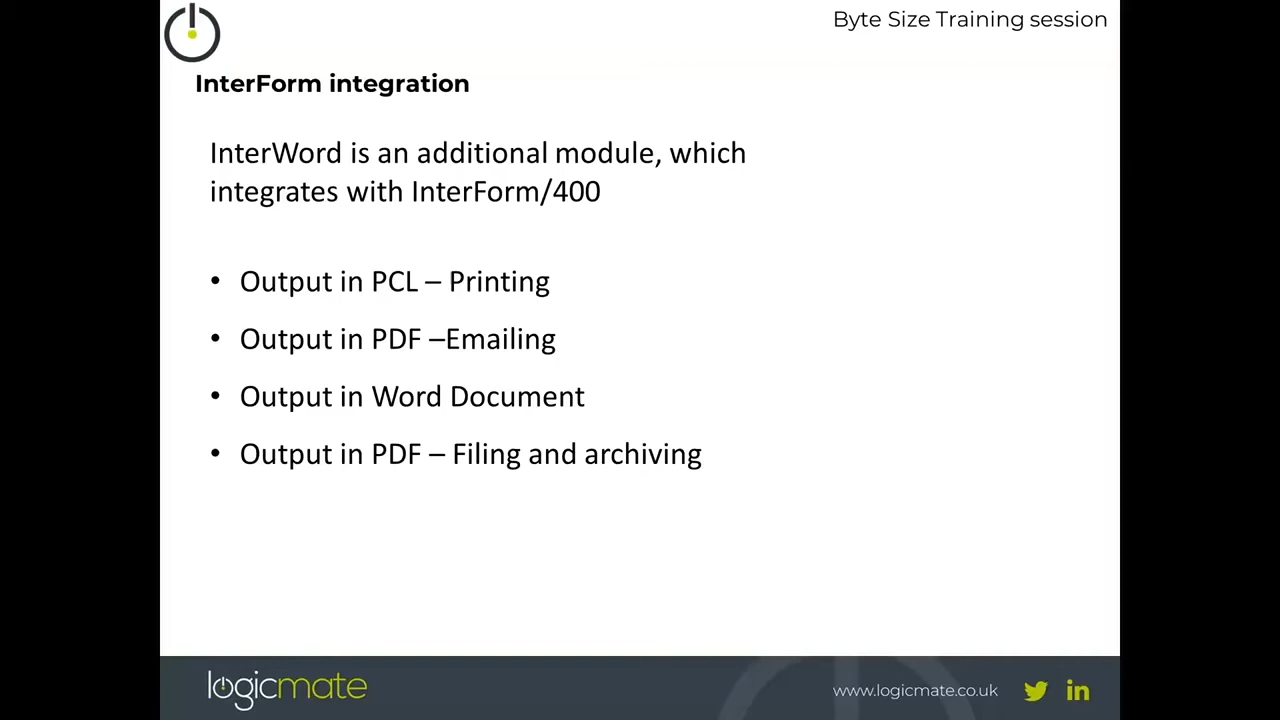 Byte Size Training session
InterForm integration
InterWord is an additional module, which
integrates with InterForm/400
• Output in PCL – Printing
• Output in PDF –Emailing
• Output in Word Document
• Output in PDF – Filing and archiving
logicmate
www.logicmate.co.uk
in